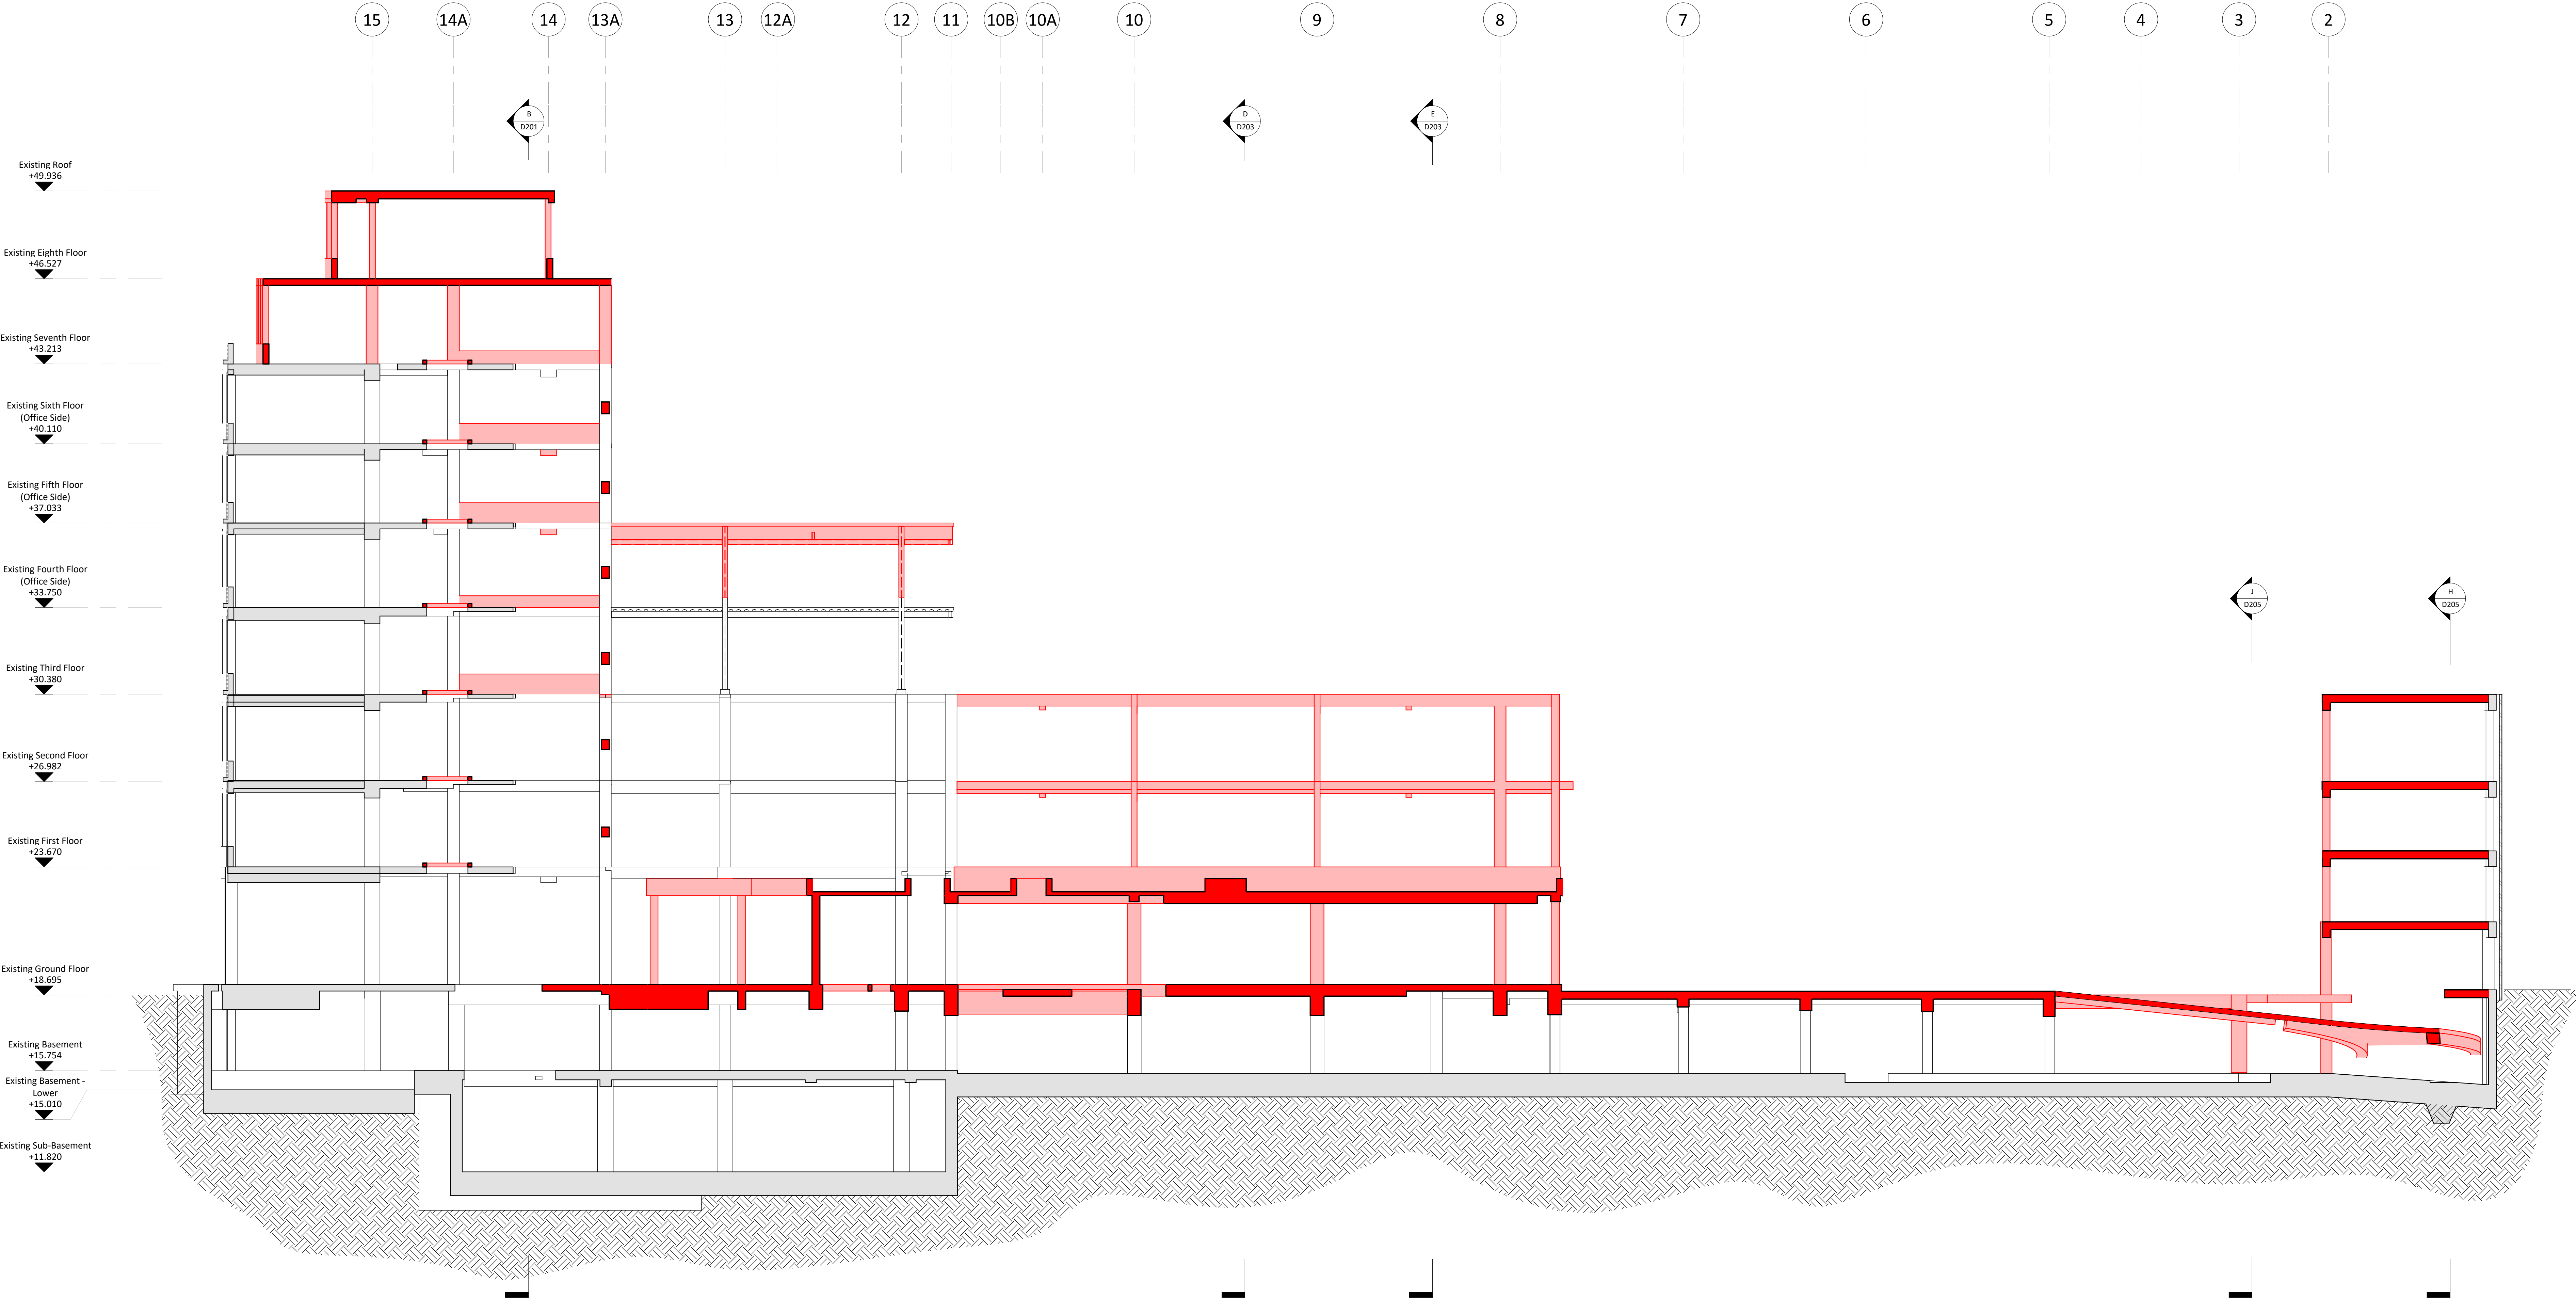 15 14A 14 13A 13 12A 12 11 10B 10A 10 9 8 7 6 5 4 3 2
B
D201
D
D203
E
D203
Existing Roof
+49.936
Existing Eighth Floor
+46.527
Existing Seventh Floor
+43.213
Existing Sixth Floor
(Office Side)
+40.110
Existing Fifth Floor
(Office Side)
+37.033
Existing Fourth Floor
(Office Side)
+33.750
J
D205
H
D205
Existing Third Floor
+30.380
Existing Second Floor
+26.982
Existing First Floor
+23.670
Existing Ground Floor
+18.695
Existing Basement
+15.754
Existing Basement -
Lower
+15.010
Existing Sub-Basement
+11.820